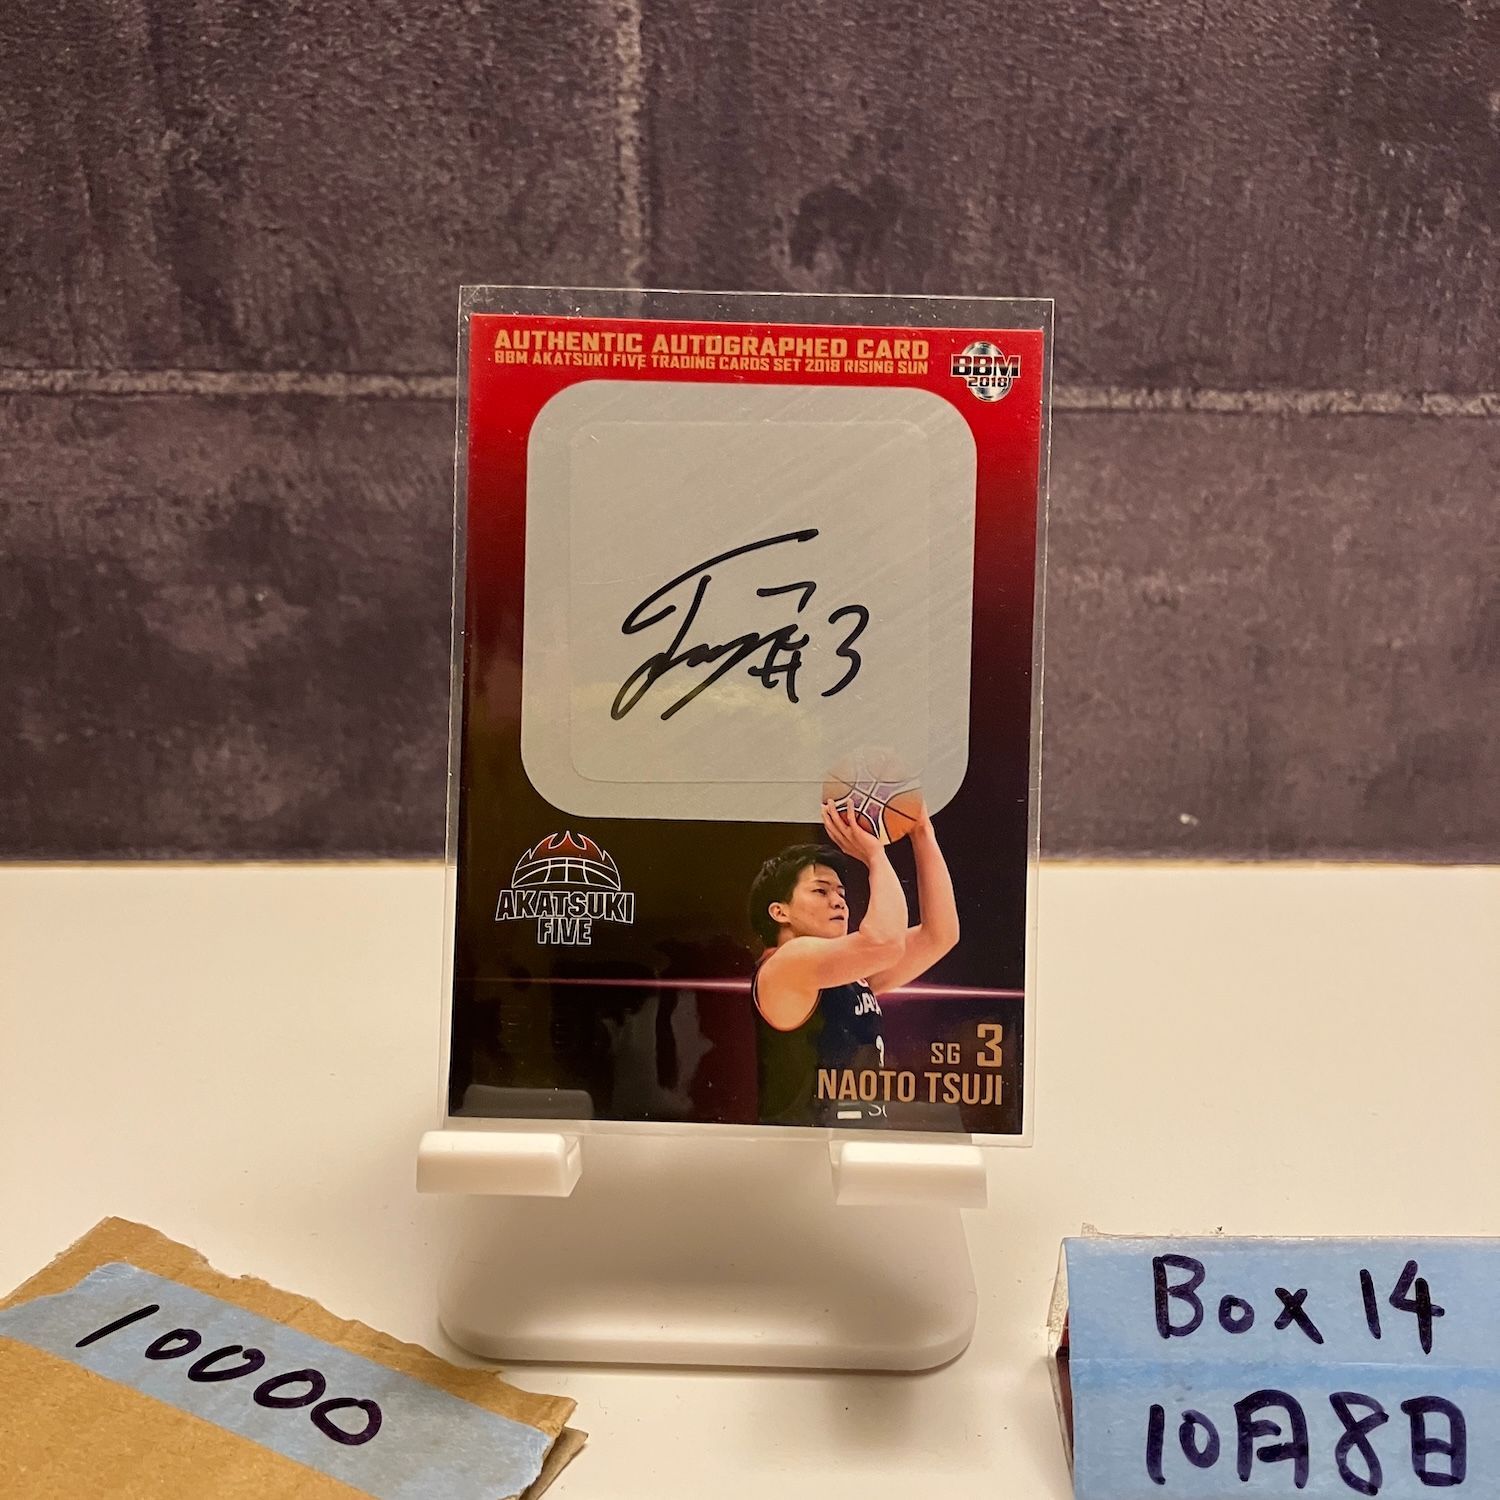 AUTHENTIC AUTOGRAPHED CARD
BBM AKATSUKI FIVE TRADING CARDS SET 2018 RISING SUN
BBM
2018
#3
AKATSUKI
FIVE
SG 3
NAOTO TSUJI
10000
Box 14
10月8日